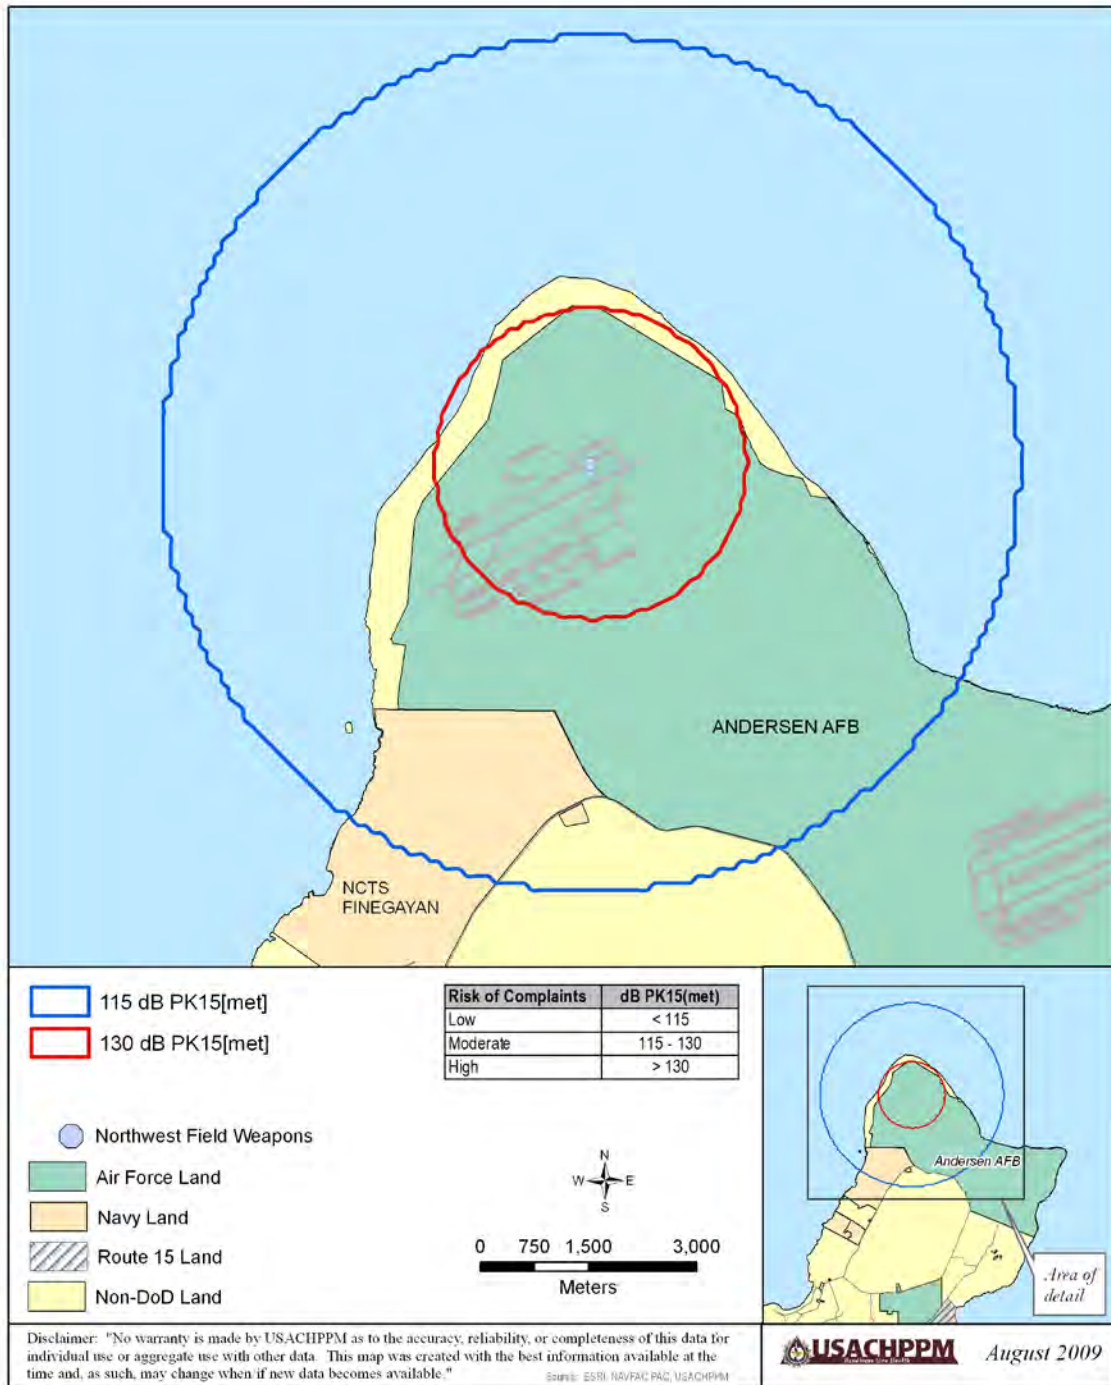 ANDERSEN AFB
NCTS
FINEGAYAN
115 dB PK15[met]
130 dB PK15[met]
Risk of Complaints dB PK15(met)
Low < 115
Moderate 115 - 130
High > 130
Northwest Field Weapons
Air Force Land
Navy Land
Route 15 Land
Non-DoD Land
N
W E
S
0 750 1,500 3,000
Meters
Andersen AFB
Area of
detail
Disclaimer: "No warranty is made by USACHPPM as to the accuracy, reliability, or completeness of this data for
individual use or aggregate use with other data. This map was created with the best information available at the
time and, as such, may change when/if new data becomes available."
Source: ESRI, NAVFAC PAC, USACHPPM
USACHPPM
August 2009